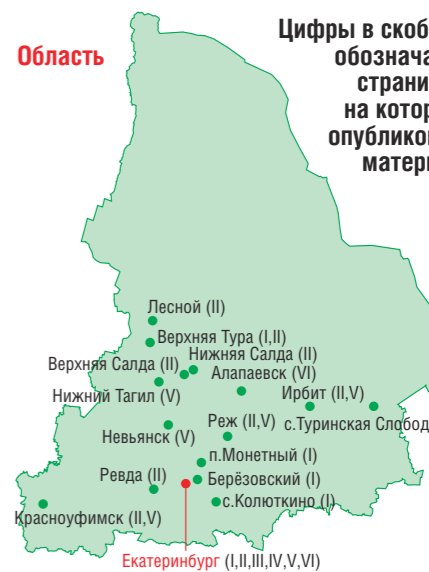 Область
Цифры в скоб
обознача
страни
на котор
опубликов
матери
Лесной (II)
Верхняя Тура (I,II)
Нижняя Салда (II)
Верхняя Салда (II)
Алапаевск (VI)
Нижний Тагил (V)
Ирбит (II,V)
с.Туринская Слобод
Реж (II,V)
Невьянск (V)
п.Монетный (I)
Ревда (II)
Берёзовский (I)
с.Колюткино (I)
Красноуфимск (II,V)
Екатеринбург (I,II,III,IV,V,VI)